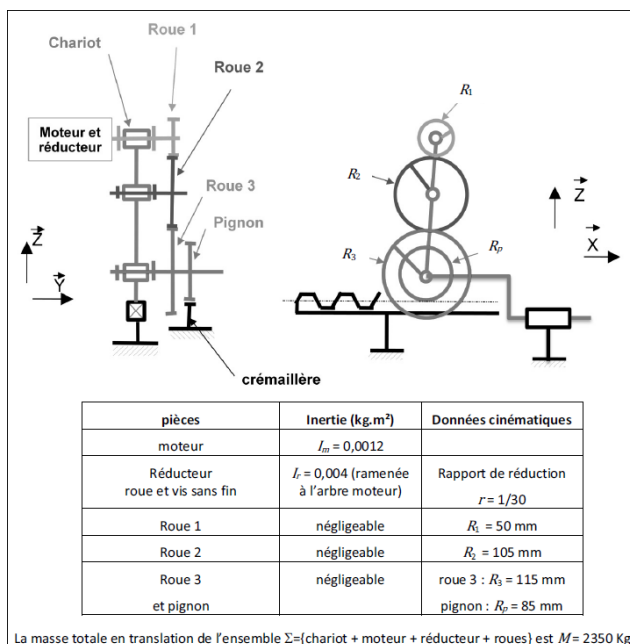 Roue 1
Chariot
Roue 2
Moteur et
réducteur
Roue 3
Pignon
Z
Y
crémaillère
R₁
R₂
R₃
Rₚ
Z
X
pièces Inertie (kg.m²) Données cinématiques
moteur Iₘ = 0,0012
Réducteur
roue et vis sans fin
Iᵣ = 0,004 (ramenée
à l’arbre moteur)
Rapport de réduction
r = 1/30
Roue 1 négligeable R₁ = 50 mm
Roue 2 négligeable R₂ = 105 mm
Roue 3 négligeable roue 3 : R₃ = 115 mm
et pignon pignon : Rₚ = 85 mm
La masse totale en translation de l’ensemble Σ={chariot + moteur + réducteur + roues} est M = 2350 Kg